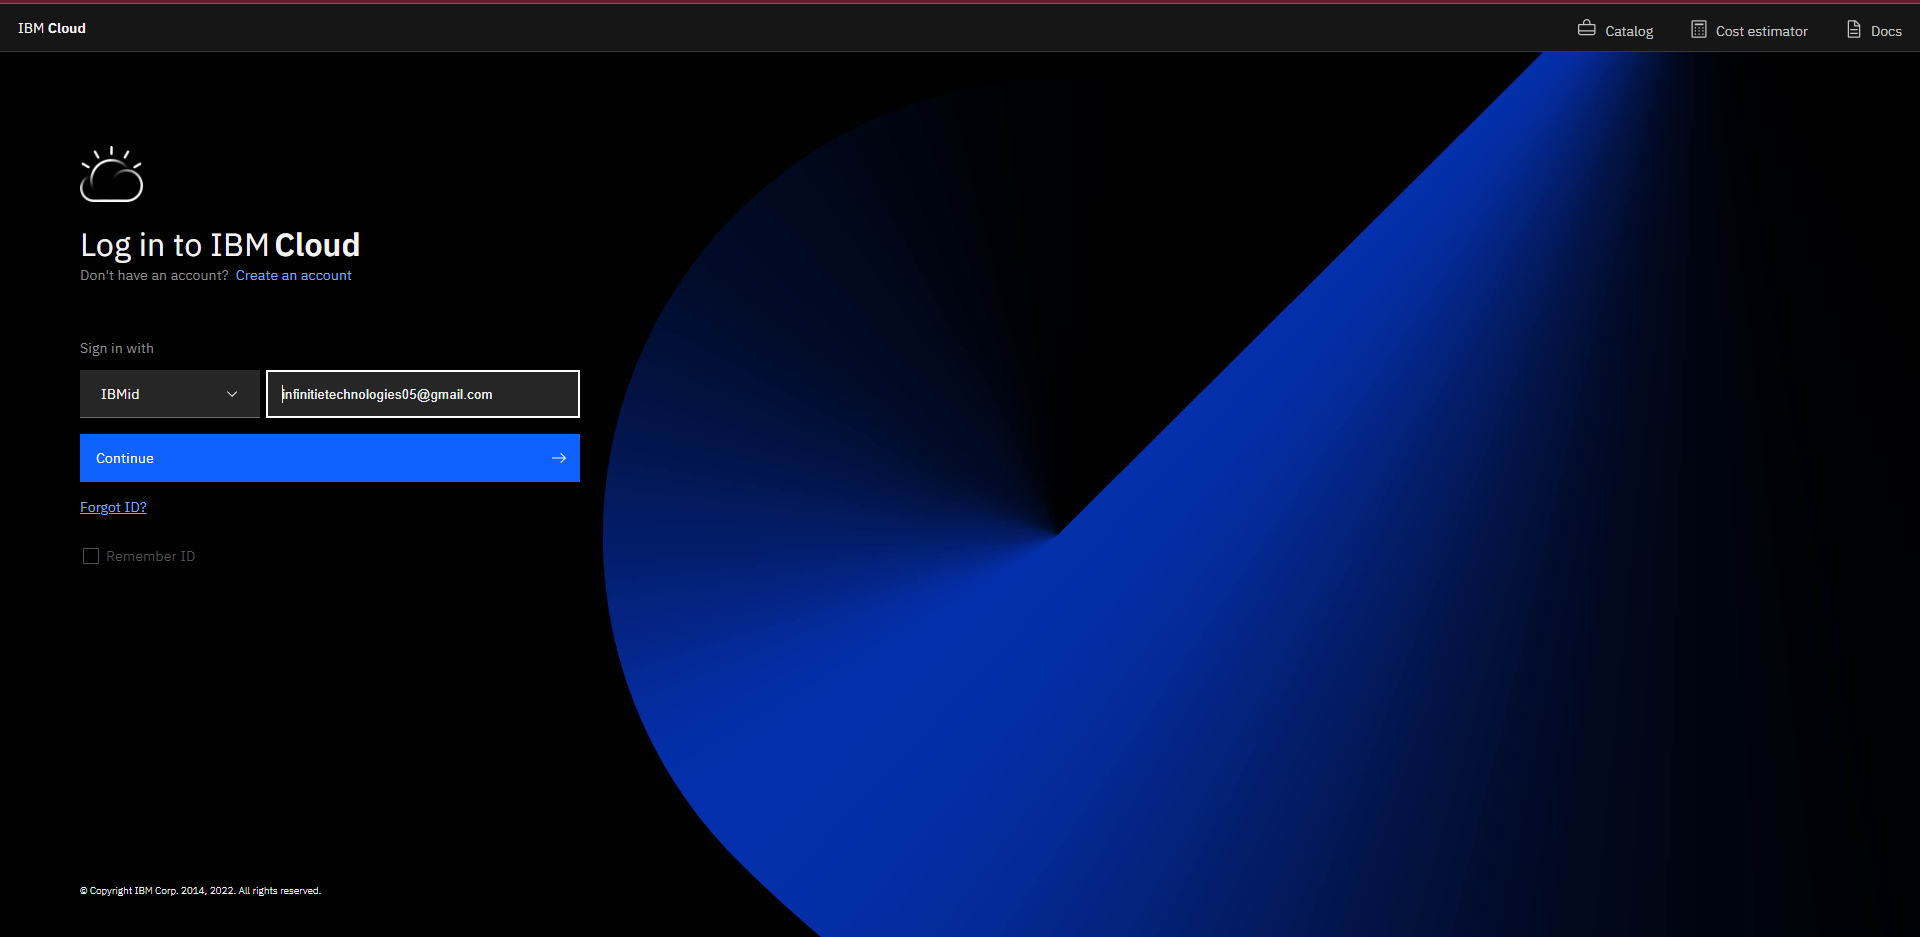 IBM Cloud
Catalog
Cost estimator
Docs
Log in to IBM Cloud
Don't have an account? Create an account
Sign in with
IBMid
infinitietechnologies05@gmail.com
Continue
Forgot ID?
Remember ID
© Copyright IBM Corp. 2014, 2022. All rights reserved.